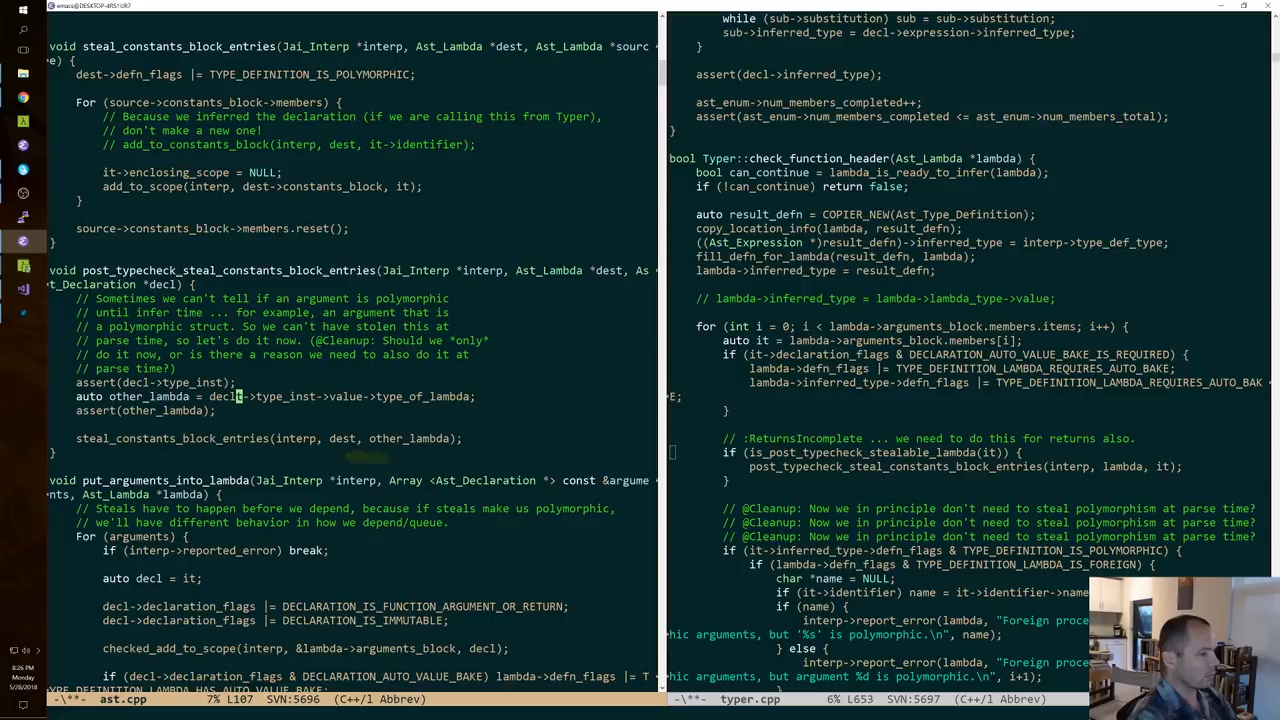 emacs@DESKTOP-4RS1UR7
void steal_constants_block_entries(Jai_Interp *interp, Ast_Lambda *dest, Ast_Lambda *sourc
e) {
dest->defn_flags |= TYPE_DEFINITION_IS_POLYMORPHIC;
For (source->constants_block->members) {
// Because we inferred the declaration (if we are calling this from Typer),
// don't make a new one!
// add_to_constants_block(interp, dest, it->identifier);
it->enclosing_scope = NULL;
add_to_scope(interp, dest->constants_block, it);
}
source->constants_block->members.reset();
}
void post_typecheck_steal_constants_block_entries(Jai_Interp *interp, Ast_Lambda *dest, As
t_Declaration *decl) {
// Sometimes we can't tell if an argument is polymorphic
// until infer time ... for example, an argument that is
// a polymorphic struct. So we can't have stolen this at
// parse time, so let's do it now. (@Cleanup: Should we *only*
// do it now, or is there a reason we need to also do it at
// parse time?)
assert(decl->type_inst);
auto other_lambda = declt->type_inst->value->type_of_lambda;
assert(other_lambda);
steal_constants_block_entries(interp, dest, other_lambda);
}
void put_arguments_into_lambda(Jai_Interp *interp, Array <Ast_Declaration *> const &argume
nts, Ast_Lambda *lambda) {
// Steals have to happen before we depend, because if steals make us polymorphic,
// we'll have different behavior in how we depend/queue.
For (arguments) {
if (interp->reported_error) break;
auto decl = it;
decl->declaration_flags |= DECLARATION_IS_FUNCTION_ARGUMENT_OR_RETURN;
decl->declaration_flags |= DECLARATION_IS_IMMUTABLE;
checked_add_to_scope(interp, &lambda->arguments_block, decl);
if (decl->declaration_flags & DECLARATION_AUTO_VALUE_BAKE) lambda->defn_flags |= T
YPE_DEFINITION_LAMBDA_HAS_AUTO_VALUE_BAKE;
-\**-  ast.cpp  7% L107  SVN:5697  (C++/l Abbrev)
while (sub->substitution) sub = sub->substitution;
sub->inferred_type = decl->expression->inferred_type;
}
assert(decl->inferred_type);
ast_enum->num_members_completed++;
assert(ast_enum->num_members_completed <= ast_enum->num_members_total);
}
bool Typer::check_function_header(Ast_Lambda *lambda) {
bool can_continue = lambda_is_ready_to_infer(lambda);
if (!can_continue) return false;
auto result_defn = COPIER_NEW(Ast_Type_Definition);
copy_location_info(lambda, result_defn);
((Ast_Expression *)result_defn)->inferred_type = interp->type_def_type;
fill_defn_for_lambda(result_defn, lambda);
lambda->inferred_type = result_defn;
// lambda->inferred_type = lambda->lambda_type->value;
for (int i = 0; i < lambda->arguments_block.members.items; i++) {
auto it = lambda->arguments_block.members[i];
if (it->declaration_flags & DECLARATION_AUTO_VALUE_BAKE_IS_REQUIRED) {
lambda->defn_flags |= TYPE_DEFINITION_LAMBDA_REQUIRES_AUTO_BAKE;
lambda->inferred_type->defn_flags |= TYPE_DEFINITION_LAMBDA_REQUIRES_AUTO_BAK
E;
}
// :ReturnsIncomplete ... we need to do this for returns also.
if (is_post_typecheck_stealable_lambda(it)) {
post_typecheck_steal_constants_block_entries(interp, lambda, it);
}
// @Cleanup: Now we in principle don't need to steal polymorphism at parse time?
// @Cleanup: Now we in principle don't need to steal polymorphism at parse time?
// @Cleanup: Now we in principle don't need to steal polymorphism at parse time?
if (it->inferred_type->defn_flags & TYPE_DEFINITION_IS_POLYMORPHIC) {
if (lambda->defn_flags & TYPE_DEFINITION_LAMBDA_IS_FOREIGN) {
char *name = NULL;
if (it->identifier) name = it->identifier->na
if (name) {
interp->report_error(lambda, "Foreign proce
hic arguments, but '%s' is polymorphic.\n", name);
} else {
interp->report_error(lambda, "Foreign proce
hic arguments, but argument %d is polymorphic.\n", i+1);
-\**-  typer.cpp  6% L653  SVN:5697  (C++/l Abbrev)
8:26 PM
Monday
5/28/2018